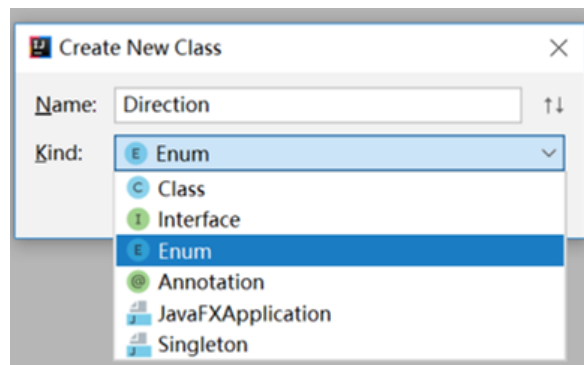 Create New Class
Name: Direction
Kind: E Enum
C Class
I Interface
E Enum
@ Annotation
JavaFXApplication
Singleton